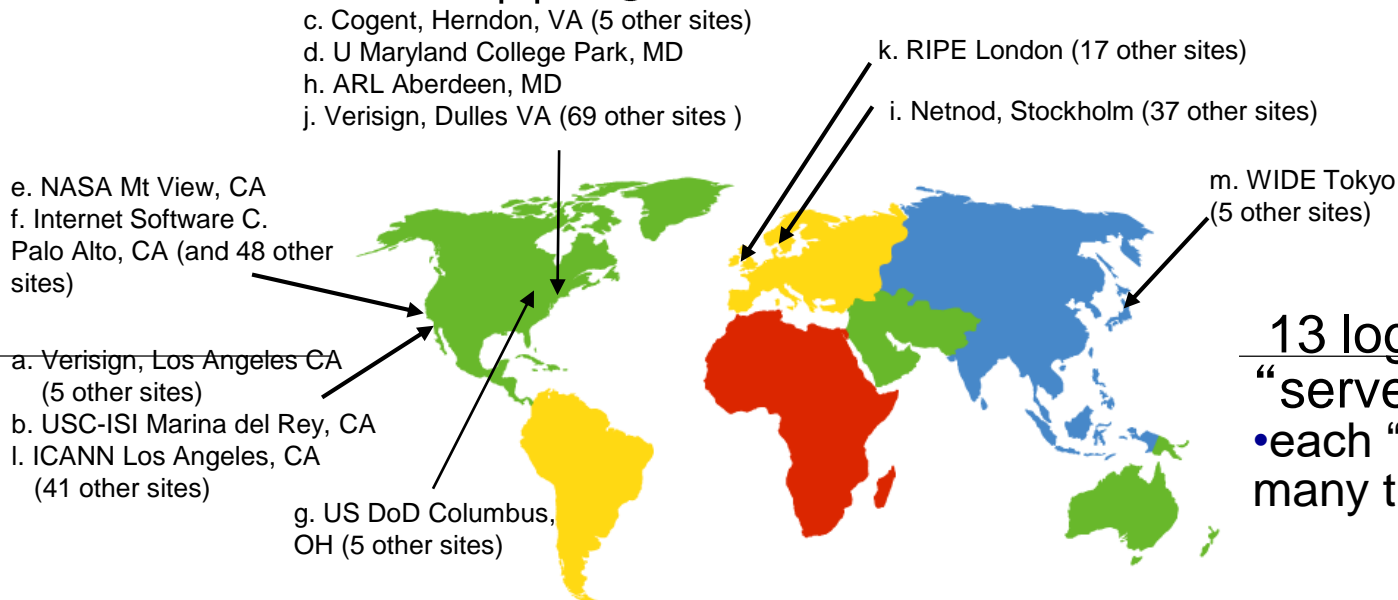 c. Cogent, Herndon, VA (5 other sites)
d. U Maryland College Park, MD
h. ARL Aberdeen, MD
j. Verisign, Dulles VA (69 other sites )
k. RIPE London (17 other sites)
i. Netnod, Stockholm (37 other sites)
m. WIDE Tokyo
(5 other sites)
e. NASA Mt View, CA
f. Internet Software C.
Palo Alto, CA (and 48 other
sites)
a. Verisign, Los Angeles CA
(5 other sites)
b. USC-ISI Marina del Rey, CA
l. ICANN Los Angeles, CA
(41 other sites)
g. US DoD Columbus,
OH (5 other sites)
13
•each
many